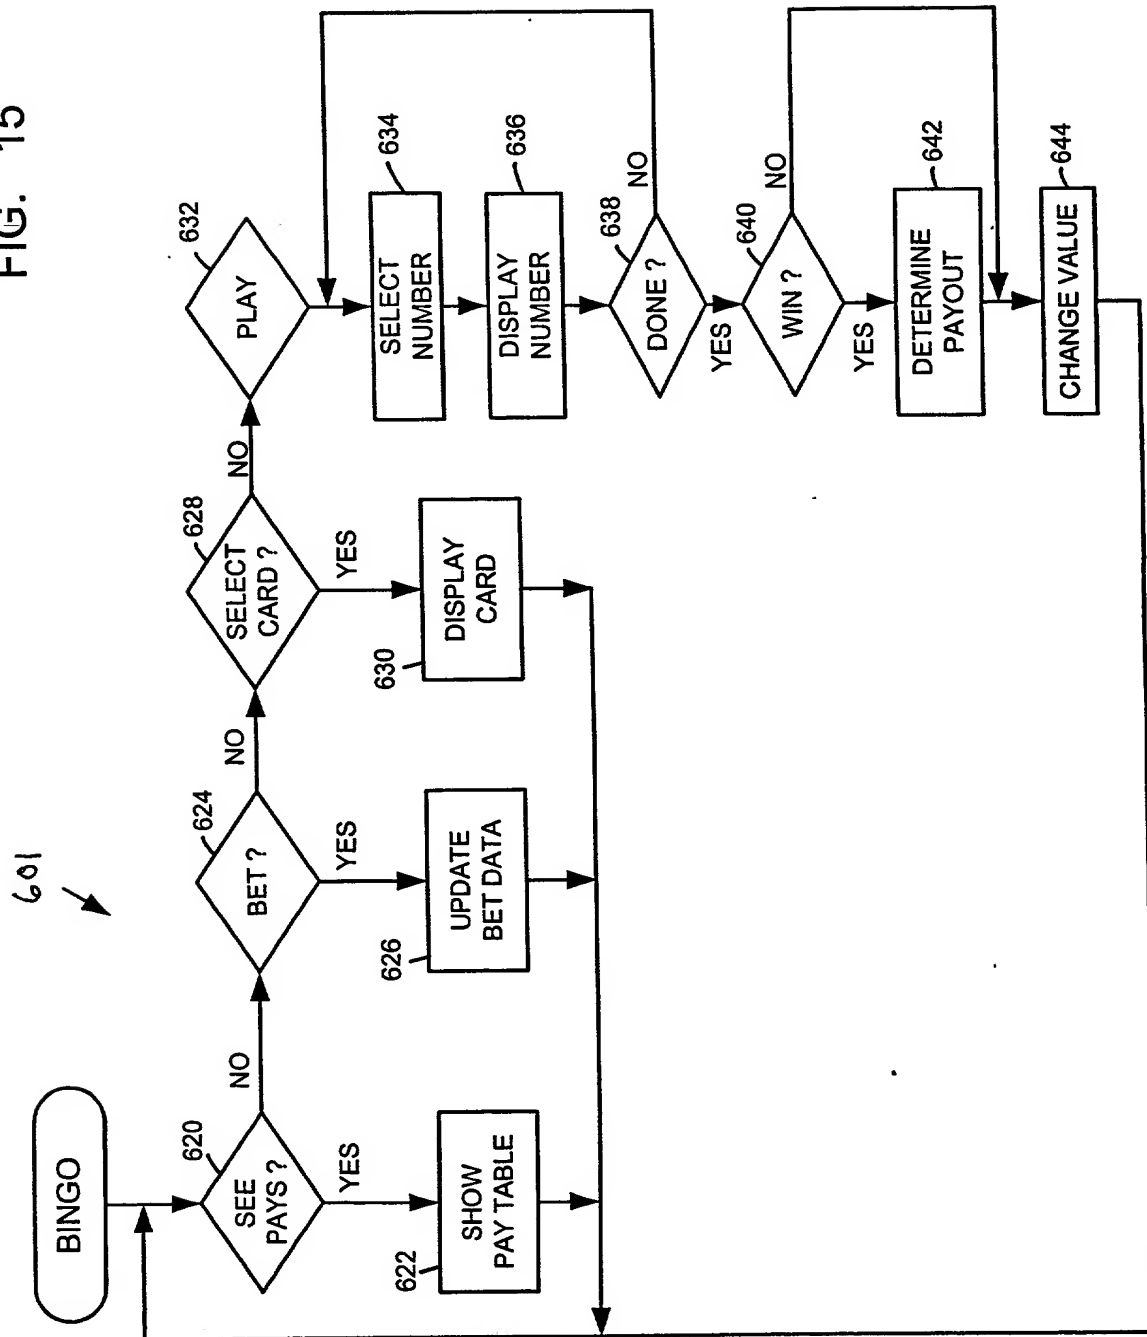 FIG. 15
601
BINGO
620
SEE
PAYS ?
NO
YES
622
SHOW
PAY TABLE
624
BET ?
NO
YES
626
UPDATE
BET DATA
628
SELECT
CARD ?
NO
YES
630
DISPLAY
CARD
632
PLAY
634
SELECT
NUMBER
636
DISPLAY
NUMBER
638
DONE ?
NO
YES
640
WIN ?
NO
YES
642
DETERMINE
PAYOUT
644
CHANGE VALUE